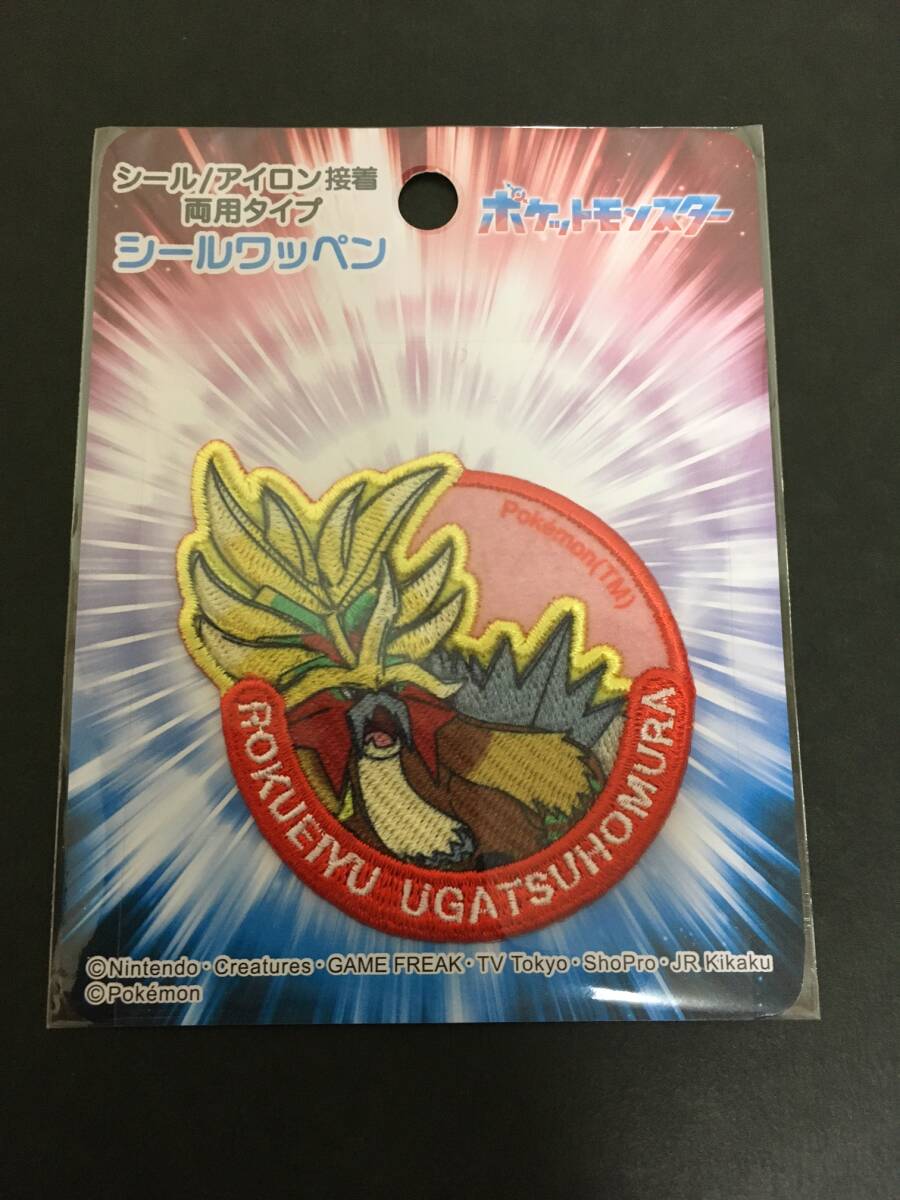 シール/アイロン接着
両用タイプ
シールワッペン
ポケットモンスター
Pokémon(TM)
ROKUEIYU UGATSUHOMURA
©Nintendo・Creatures・GAME FREAK・TV Tokyo・ShoPro・JR Kikaku
©Pokémon